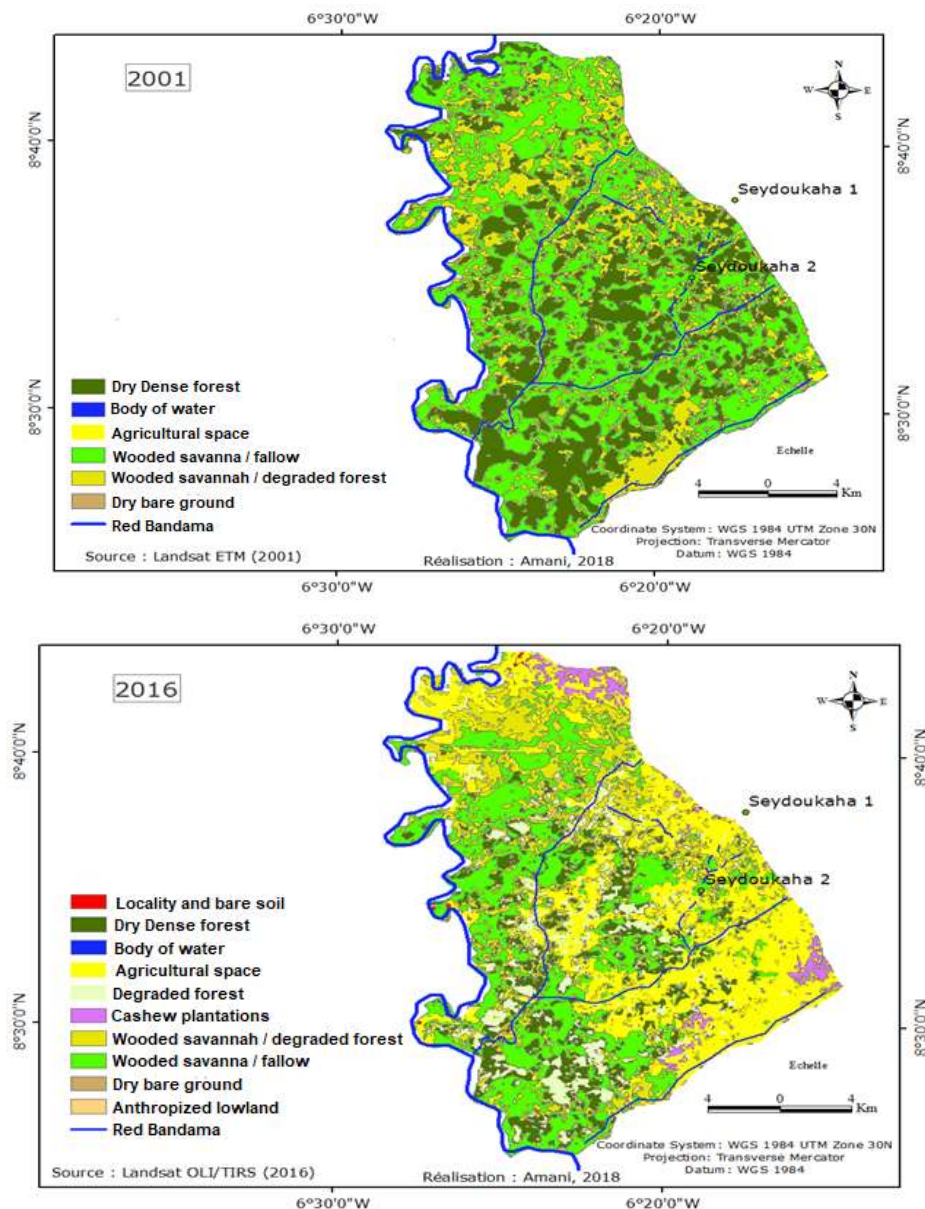 6°30'0"W 6°20'0"W
2001
N
W E
S
8°40'0"N 8°40'0"N
Seydoukaha 1
Seydoukaha 2
Dry Dense forest
Body of water
Agricultural space
Wooded savanna / fallow
Wooded savannah / degraded forest
Dry bare ground
Red Bandama
8°30'0"N 8°30'0"N
Echelle
4 0 4
Km
Coordinate System : WGS 1984 UTM Zone 30N
Projection: Transverse Mercator
Datum : WGS 1984
Source : Landsat ETM (2001)
Réalisation : Amani, 2018
6°30'0"W 6°20'0"W
6°30'0"W 6°20'0"W
2016
N
W E
S
8°40'0"N 8°40'0"N
Seydoukaha 1
Seydoukaha 2
Locality and bare soil
Dry Dense forest
Body of water
Agricultural space
Degraded forest
Cashew plantations
Wooded savannah / degraded forest
Wooded savanna / fallow
Dry bare ground
Anthropized lowland
Red Bandama
8°30'0"N 8°30'0"N
Echelle
4 0 4
Km
Coordinate System : WGS 1984 UTM Zone 30N
Projection: Transverse Mercator
Datum : WGS 1984
Source : Landsat OLI/TIRS (2016)
Réalisation : Amani, 2018
6°30'0"W 6°20'0"W